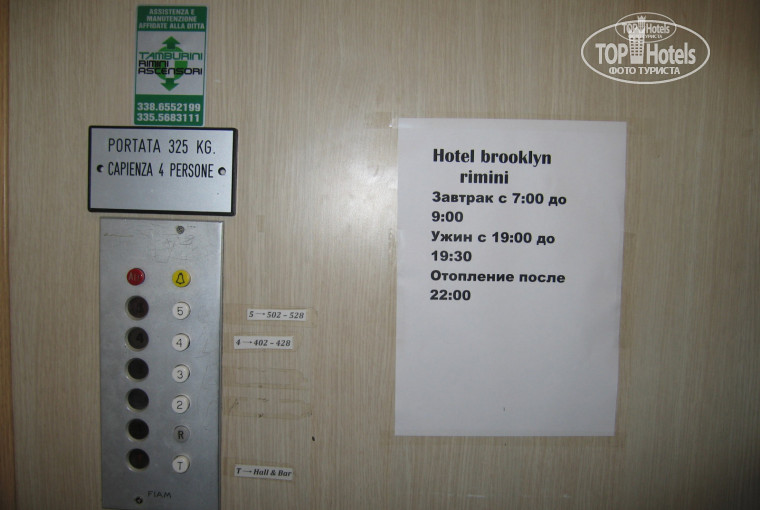 ASSISTENZA E
MANUTENZIONE
AFFIDATE ALLA DITTA
TAMBURINI
RIMINI
ASCENSORI
338.6552199
335.5683111
PORTATA 325 KG.
CAPIENZA 4 PERSONE
5
4
3
2
R
T
FIAM
5→502-528
4→402-428
T→Hall & Bar
Hotel brooklyn
rimini
Завтрак с 7:00 до
9:00
Ужин с 19:00 до
19:30
Отопление после
22:00
TOP Hotels
ФОТО ТУРИСТА